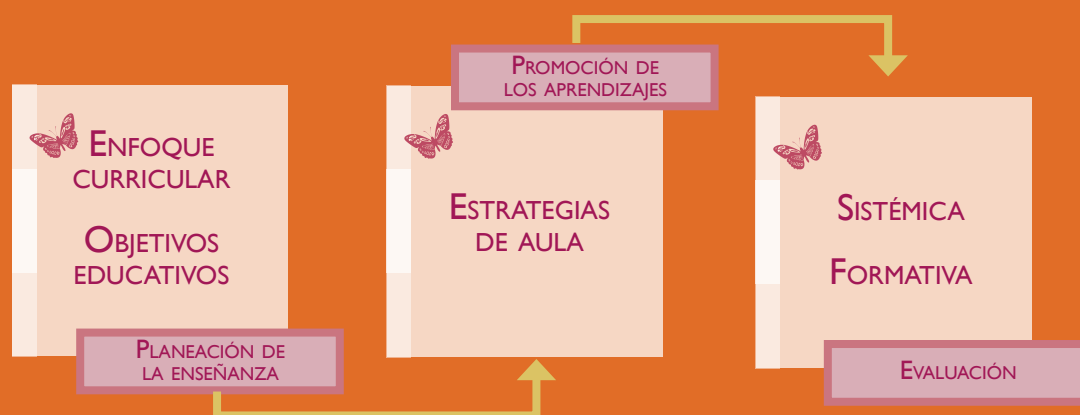 Enfoque
curricular
Objetivos
educativos
Planeación de
la enseñanza
Promoción de
los aprendizajes
Estrategias
de aula
Sistémica
Formativa
Evaluación